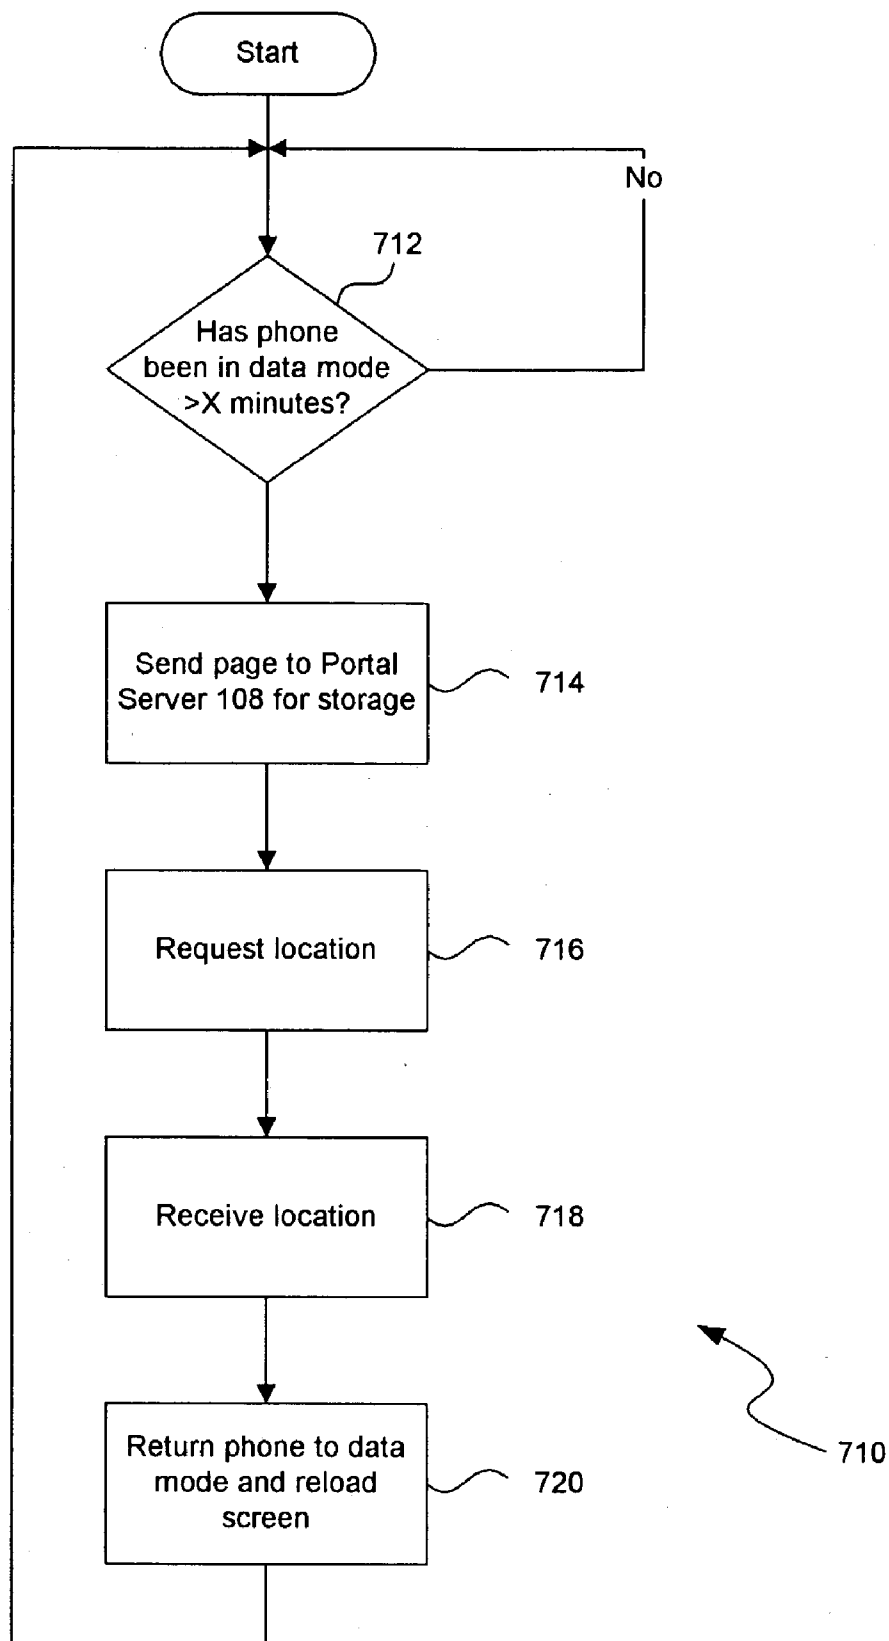 Start
No
712
Has phone
been in data mode
>X minutes?
Send page to Portal
Server 108 for storage
714
Request location
716
Receive location
718
Return phone to data
mode and reload
screen
720
710